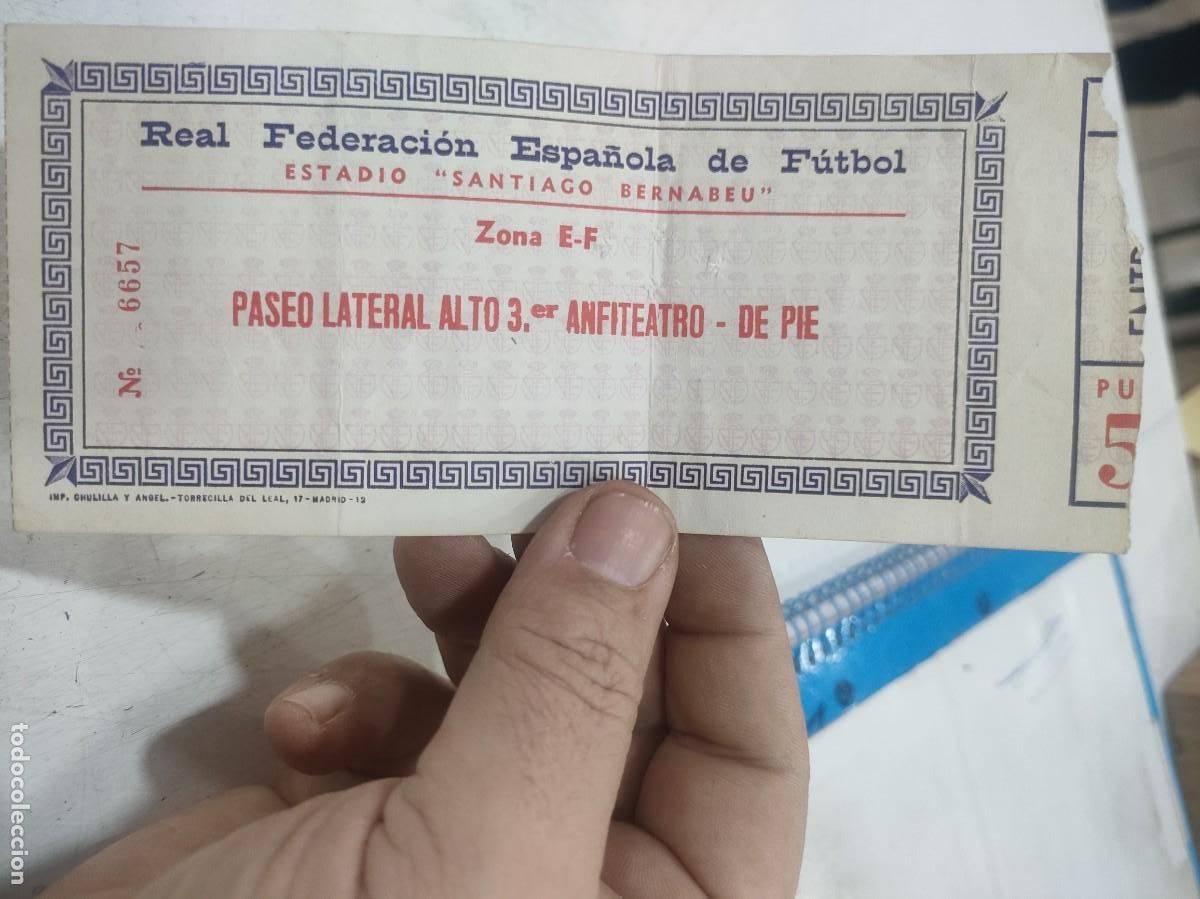 Real Federación Española de Fútbol
ESTADIO "SANTIAGO BERNABEU"
Zona E-F
PASEO LATERAL ALTO 3.er ANFITEATRO - DE PIE
Nº 6657
IMP. CHULILLA Y ANGEL.-TORRECILLA DEL LEAL, 17-MADRID-12
PU
5
todocoleccion